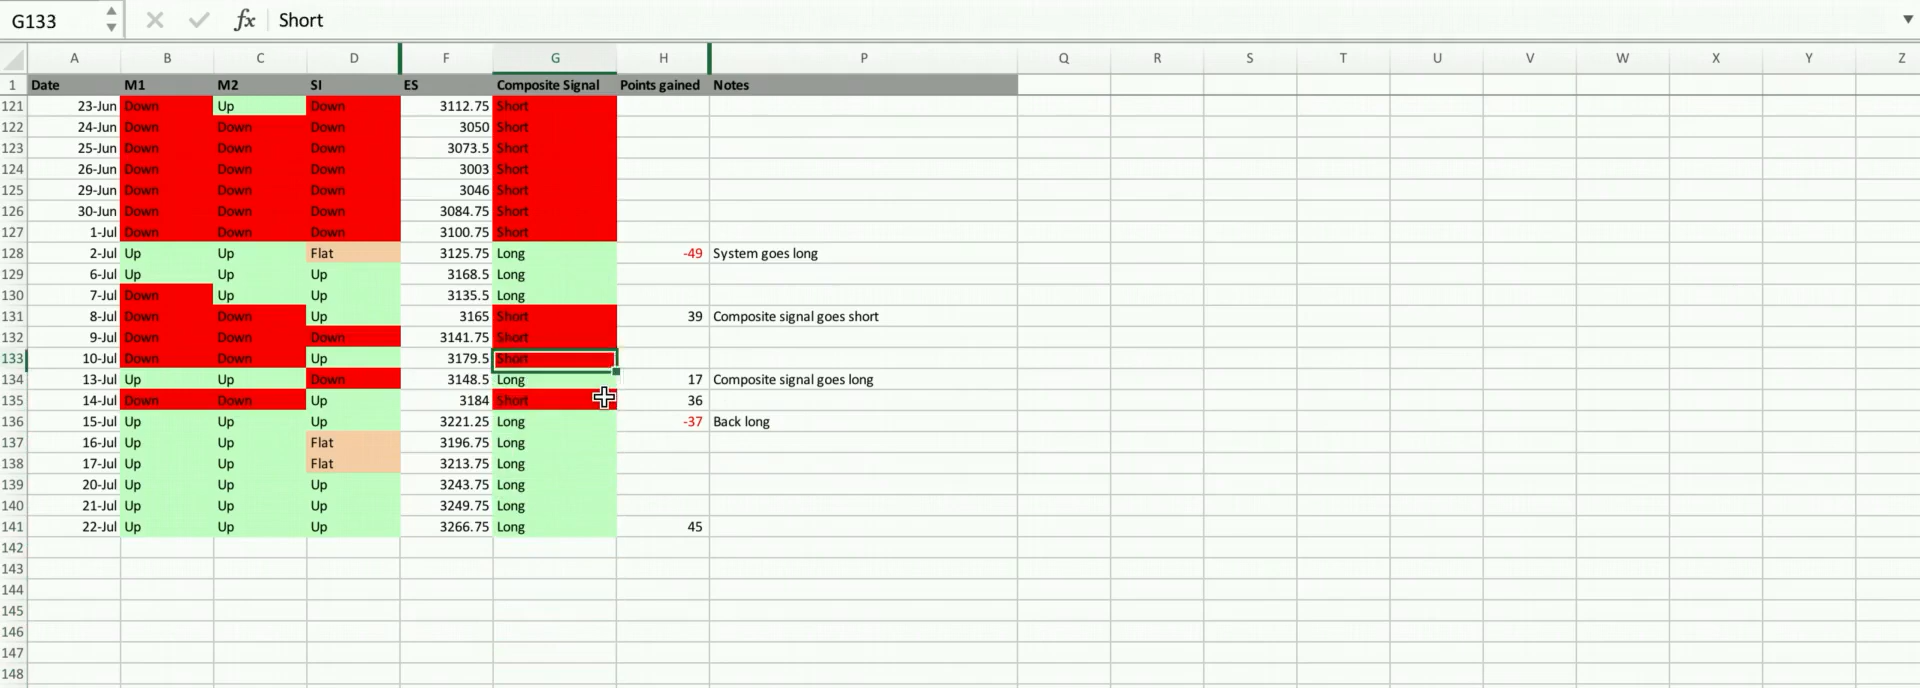 G133 fx Short
A B C D F G H P Q R S T U V W X Y Z
1 Date M1 M2 SI ES Composite Signal Points gained Notes
121 23-Jun Down Up Down 3112.75 Short
122 24-Jun Down Down Down 3050 Short
123 25-Jun Down Down Down 3073.5 Short
124 26-Jun Down Down Down 3003 Short
125 29-Jun Down Down Down 3046 Short
126 30-Jun Down Down Down 3084.75 Short
127 1-Jul Down Down Down 3100.75 Short
128 2-Jul Up Up Flat 3125.75 Long -49 System goes long
129 6-Jul Up Up Up 3168.5 Long
130 7-Jul Down Up Up 3135.5 Long
131 8-Jul Down Down Up 3165 Short 39 Composite signal goes short
132 9-Jul Down Down Down 3141.75 Short
133 10-Jul Down Down Up 3179.5 Short
134 13-Jul Up Up Down 3148.5 Long 17 Composite signal goes long
135 14-Jul Down Down Up 3184 Short 36
136 15-Jul Up Up Up 3221.25 Long -37 Back long
137 16-Jul Up Up Flat 3196.75 Long
138 17-Jul Up Up Flat 3213.75 Long
139 20-Jul Up Up Up 3243.75 Long
140 21-Jul Up Up Up 3249.75 Long
141 22-Jul Up Up Up 3266.75 Long 45
142
143
144
145
146
147
148